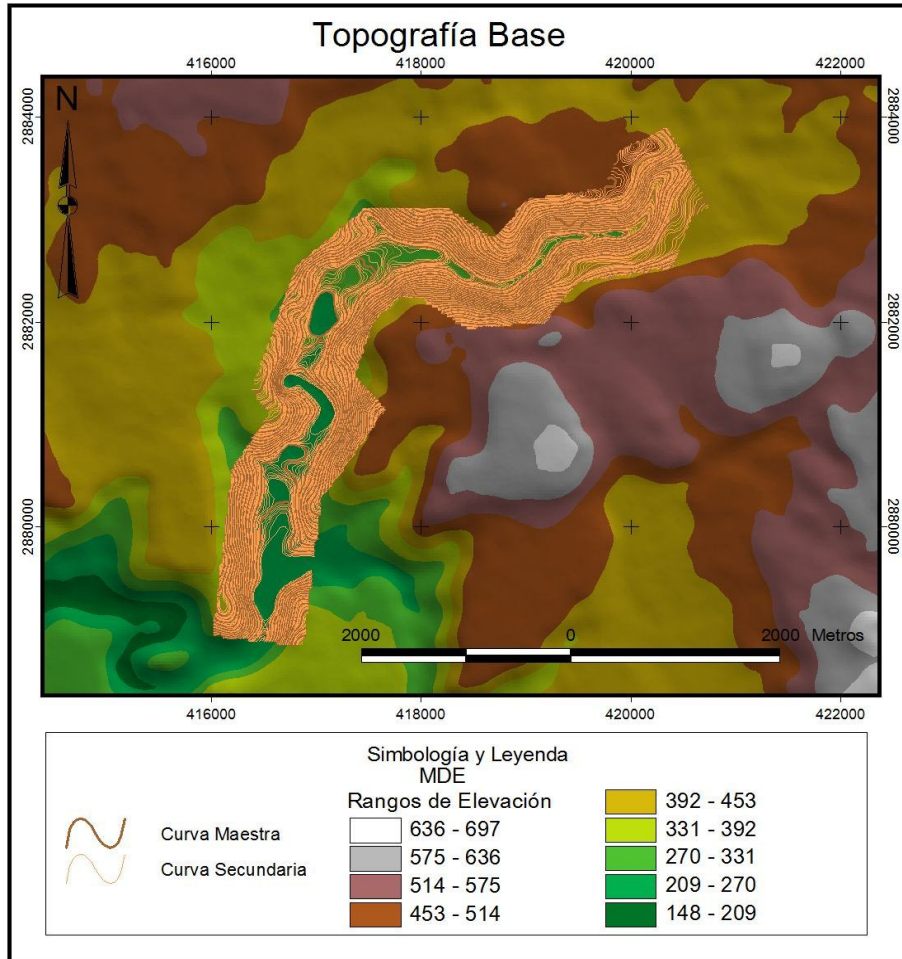 Topografía Base
416000 418000 420000 422000
N
2884000 2884000
2882000 2882000
2880000 2880000
2000 0 2000 Metros
416000 418000 420000 422000
Simbología y Leyenda
MDE
Rangos de Elevación
Curva Maestra
Curva Secundaria
636 - 697
575 - 636
514 - 575
453 - 514
392 - 453
331 - 392
270 - 331
209 - 270
148 - 209